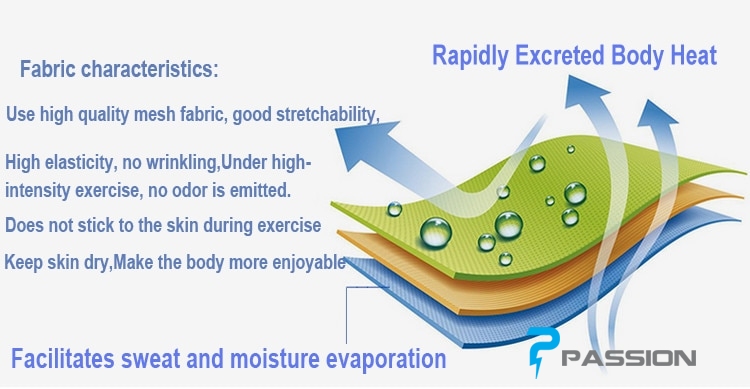 Rapidly Excreted Body Heat
Fabric characteristics:
Use high quality mesh fabric, good stretchability,
High elasticity, no wrinkling,Under high-
intensity exercise, no odor is emitted.
Does not stick to the skin during exercise
Keep skin dry,Make the body more enjoyable
Facilitates sweat and moisture evaporation
PASSION